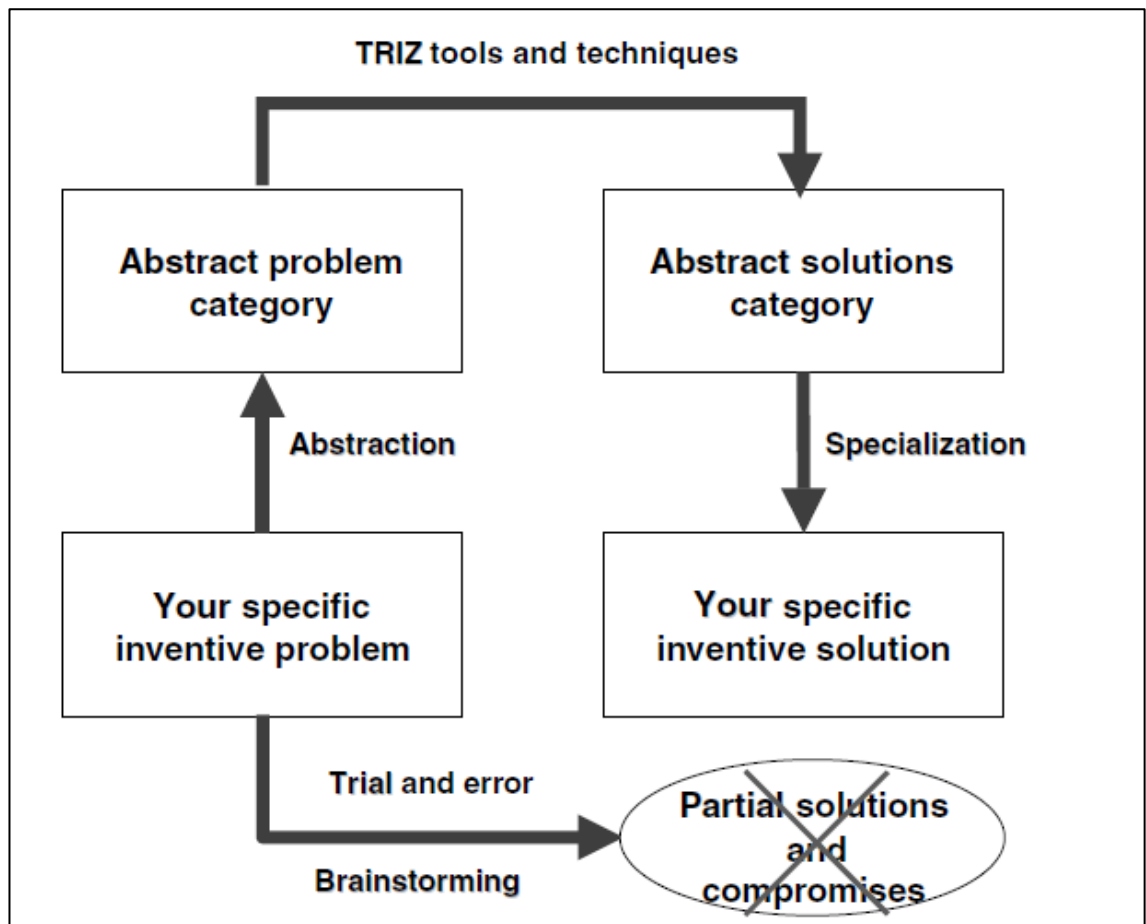 TRIZ tools and techniques
Abstract problem
category
Abstract solutions
category
Abstraction
Specialization
Your specific
inventive problem
Your specific
inventive solution
Trial and error
Brainstorming
Partial solutions
and
compromises